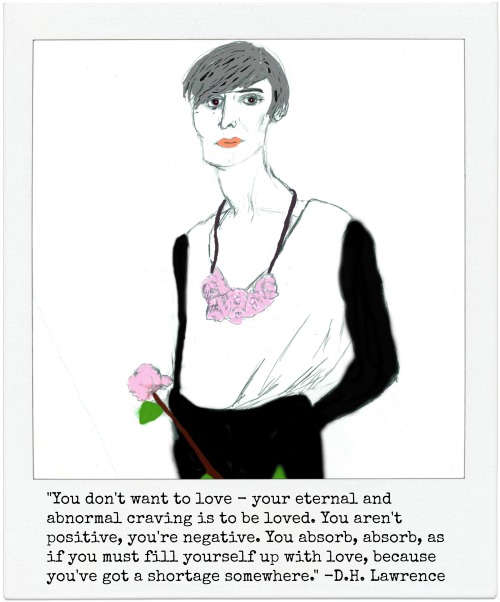 "You don't want to love - your eternal and
abnormal craving is to be loved. You aren't
positive, you're negative. You absorb, absorb, as
if you must fill yourself up with love, because
you've got a shortage somewhere." -D.H. Lawrence